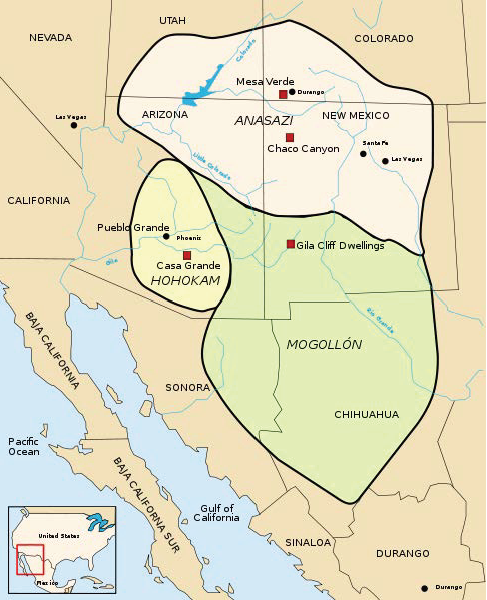 UTAH
NEVADA
COLORADO
Colorado
Mesa Verde
Durango
ANASAZI
ARIZONA
NEW MEXICO
Las Vegas
Santa Fe
Chaco Canyon
Las Vegas
Little Colorado
CALIFORNIA
Pueblo Grande
Phoenix
Gila Cliff Dwellings
Gila
Casa Grande
HOHOKAM
Rio Grande
BAJA CALIFORNIA
MOGOLLÓN
SONORA
CHIHUAHUA
Pacific
Ocean
BAJA CALIFORNA SUR
Gulf of
California
United States
Mexico
SINALOA
DURANGO
Durango